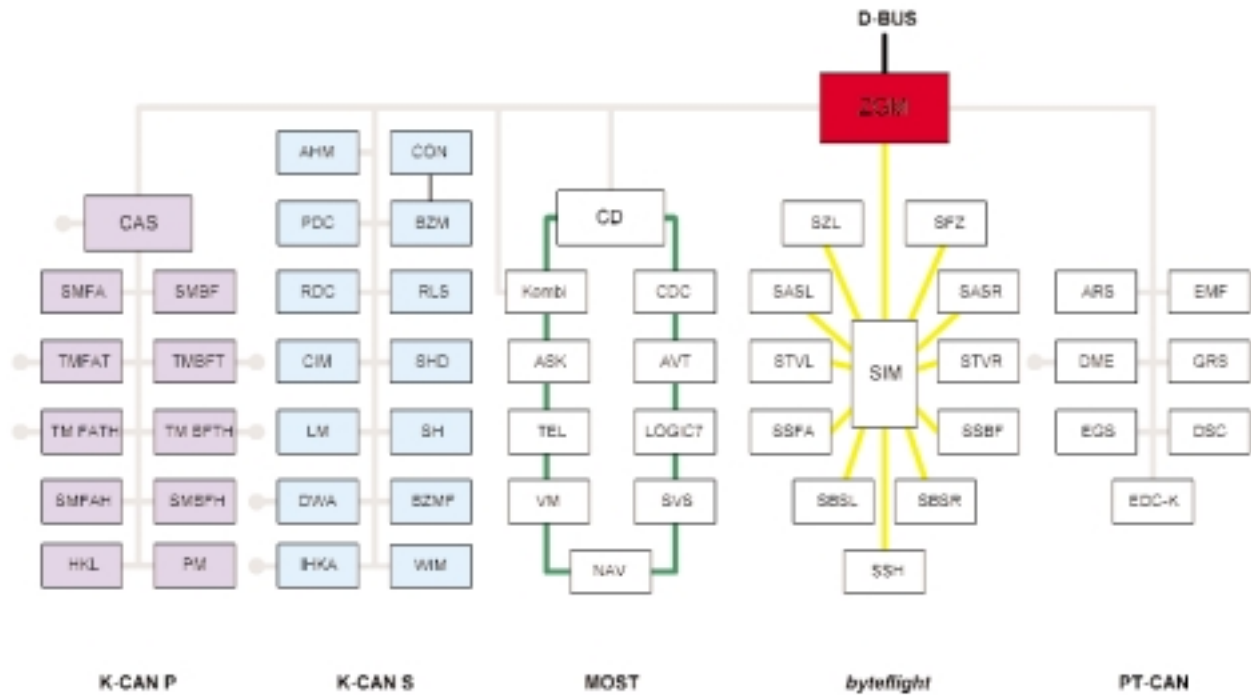 D-BUS
ZGM
AHM
CON
CAS
PDC
BZM
CD
SZL
SFZ
SMFA
SMBF
RDC
RLS
Kombi
CDC
SASL
SASR
ARS
EMF
TMFAT
TMBFT
CIM
SHD
ASK
AVT
STVL
SIM
STVR
DME
GRS
TM FATH
TM BFTH
LM
SH
TEL
LOGIC7
SSFA
SSBF
EGS
DSC
SMFAH
SMBFH
DWA
BZMF
VM
SVS
SBSL
SBSR
EDC-K
HKL
PM
IHKA
WIM
NAV
SSH
K-CAN P
K-CAN S
MOST
byteflight
PT-CAN